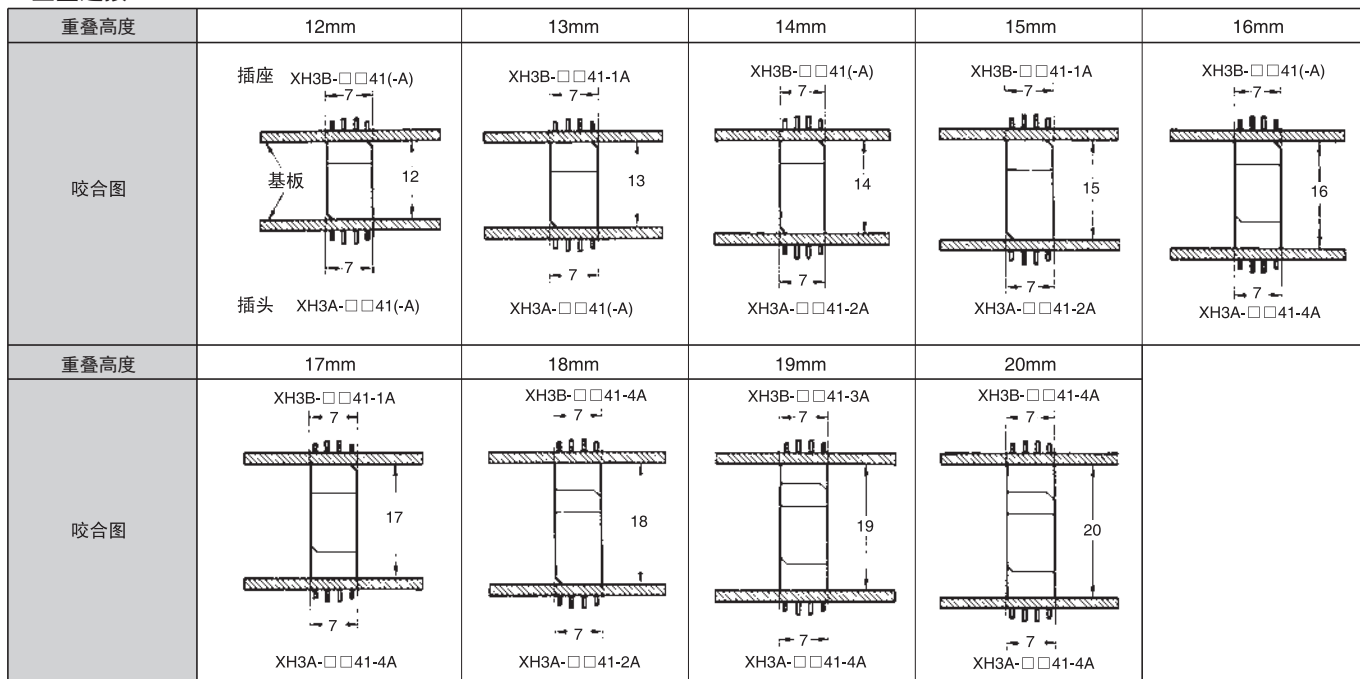 重叠高度 12mm 13mm 14mm 15mm 16mm
咬合图
插座 XH3B-□□41(-A)
7
基板
12
7
插头 XH3A-□□41(-A)
XH3B-□□41-1A
7
13
7
XH3A-□□41(-A)
XH3B-□□41(-A)
7
14
7
XH3A-□□41-2A
XH3B-□□41-1A
7
15
7
XH3A-□□41-2A
XH3B-□□41(-A)
7
16
7
XH3A-□□41-4A
重叠高度 17mm 18mm 19mm 20mm
咬合图
XH3B-□□41-1A
7
17
7
XH3A-□□41-4A
XH3B-□□41-4A
7
18
7
XH3A-□□41-2A
XH3B-□□41-3A
7
19
7
XH3A-□□41-4A
XH3B-□□41-4A
7
20
7
XH3A-□□41-4A